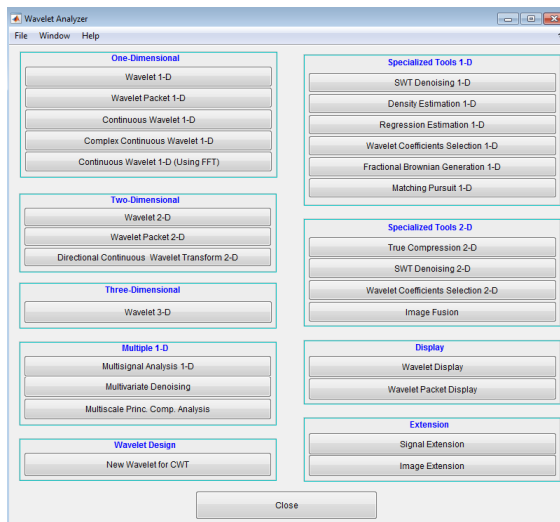 Wavelet Analyzer
File Window Help
One-Dimensional
Wavelet 1-D
Wavelet Packet 1-D
Continuous Wavelet 1-D
Complex Continuous Wavelet 1-D
Continuous Wavelet 1-D (Using FFT)
Two-Dimensional
Wavelet 2-D
Wavelet Packet 2-D
Directional Continuous Wavelet Transform 2-D
Three-Dimensional
Wavelet 3-D
Multiple 1-D
Multisignal Analysis 1-D
Multivariate Denoising
Multiscale Princ. Comp. Analysis
Wavelet Design
New Wavelet for CWT
Specialized Tools 1-D
SWT Denoising 1-D
Density Estimation 1-D
Regression Estimation 1-D
Wavelet Coefficients Selection 1-D
Fractional Brownian Generation 1-D
Matching Pursuit 1-D
Specialized Tools 2-D
True Compression 2-D
SWT Denoising 2-D
Wavelet Coefficients Selection 2-D
Image Fusion
Display
Wavelet Display
Wavelet Packet Display
Extension
Signal Extension
Image Extension
Close